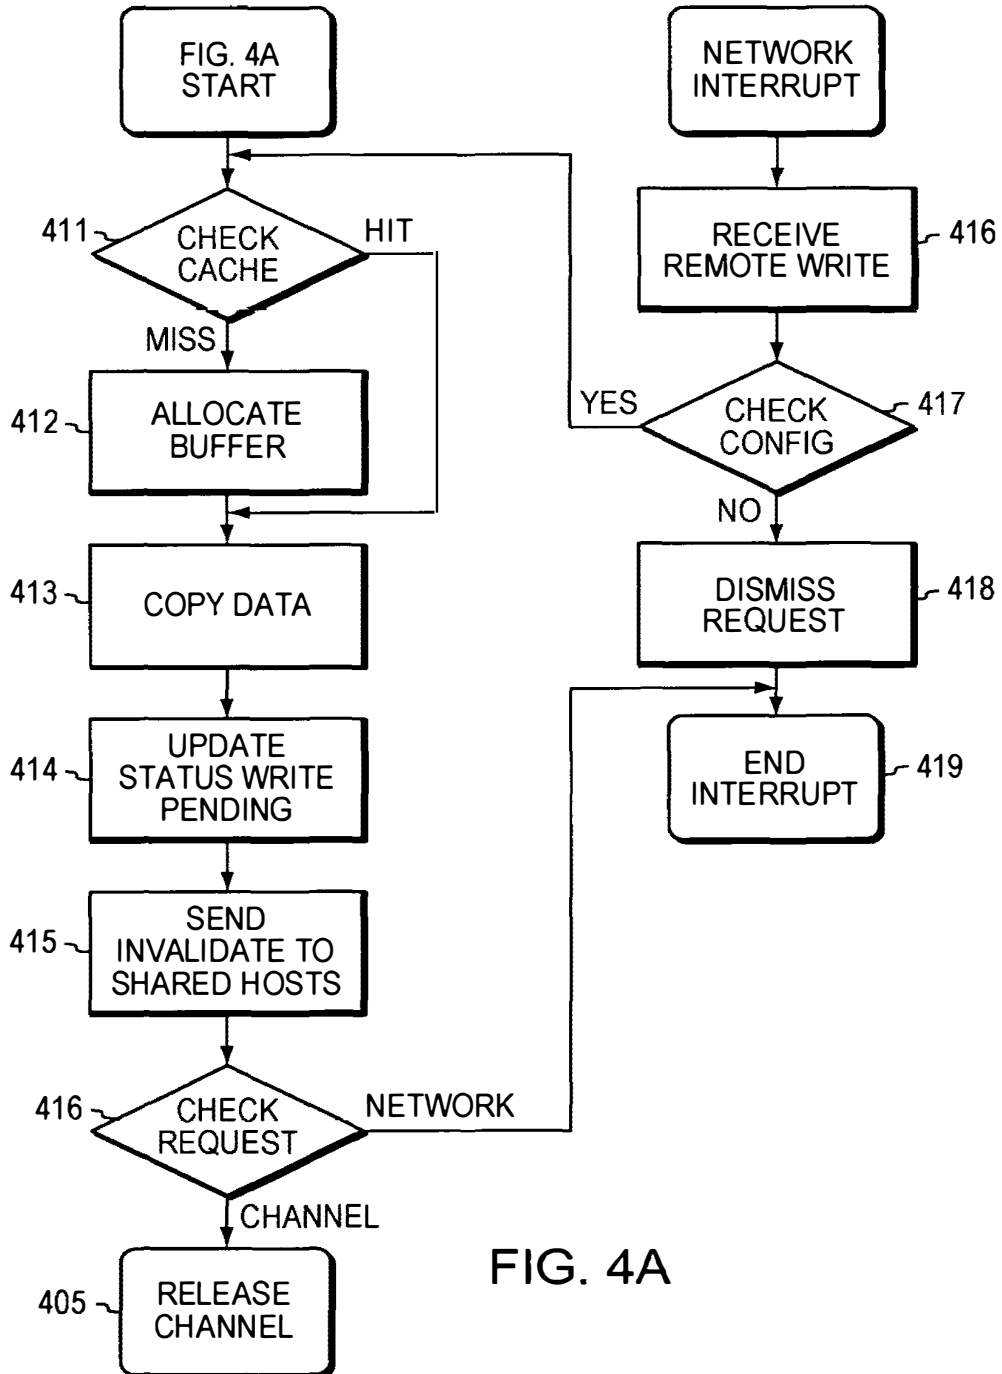 FIG. 4A
START
411
CHECK
CACHE
HIT
MISS
412
ALLOCATE
BUFFER
413
COPY DATA
414
UPDATE
STATUS WRITE
PENDING
415
SEND
INVALIDATE TO
SHARED HOSTS
416
CHECK
REQUEST
NETWORK
CHANNEL
405
RELEASE
CHANNEL
NETWORK
INTERRUPT
RECEIVE
REMOTE WRITE
416
YES
CHECK
CONFIG
417
NO
DISMISS
REQUEST
418
END
INTERRUPT
419
FIG. 4A